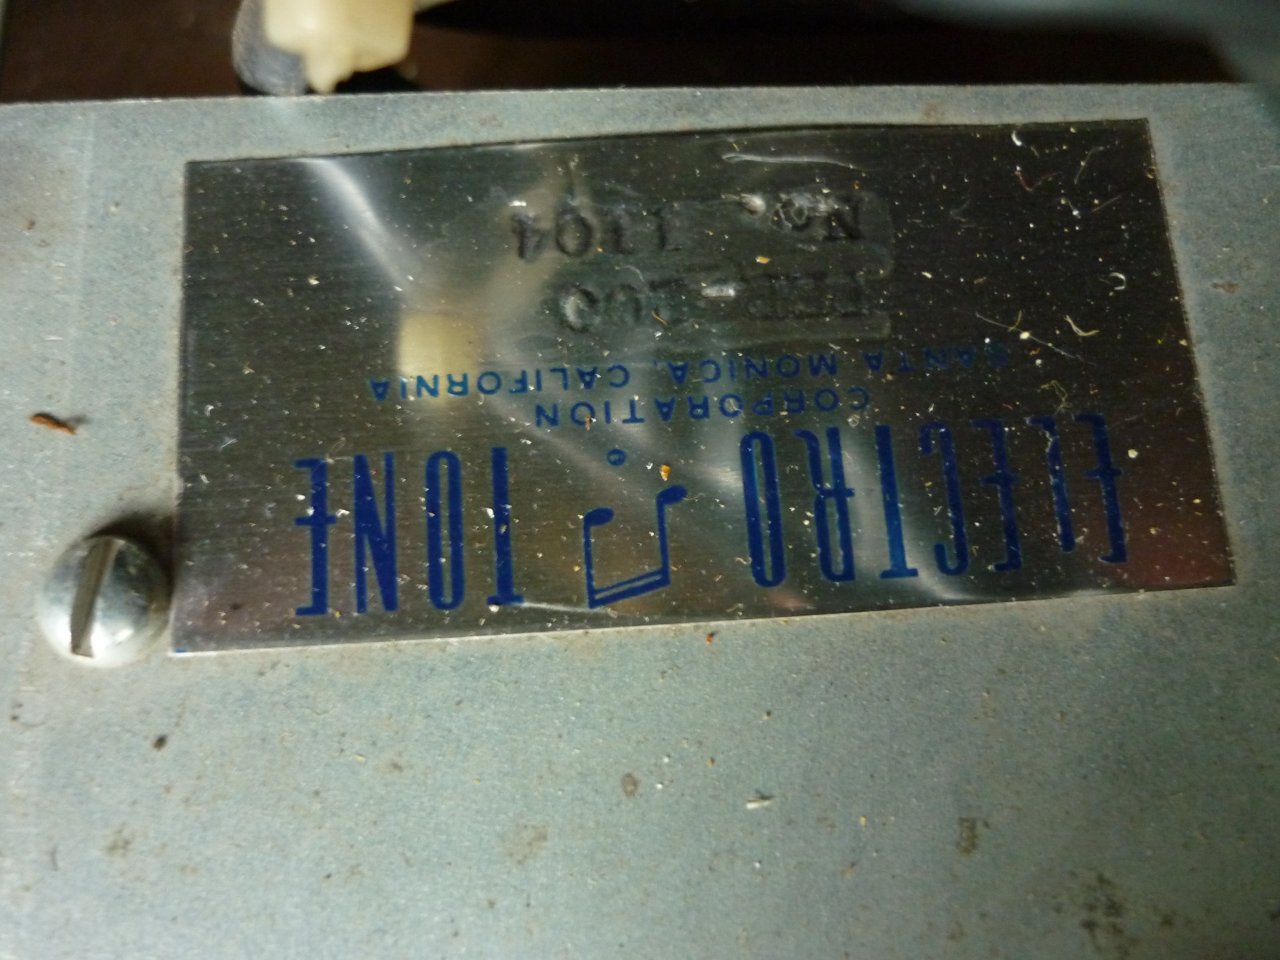 ELECTRO TONE
CORPORATION
SANTA MONICA, CALIFORNIA
No. 1104